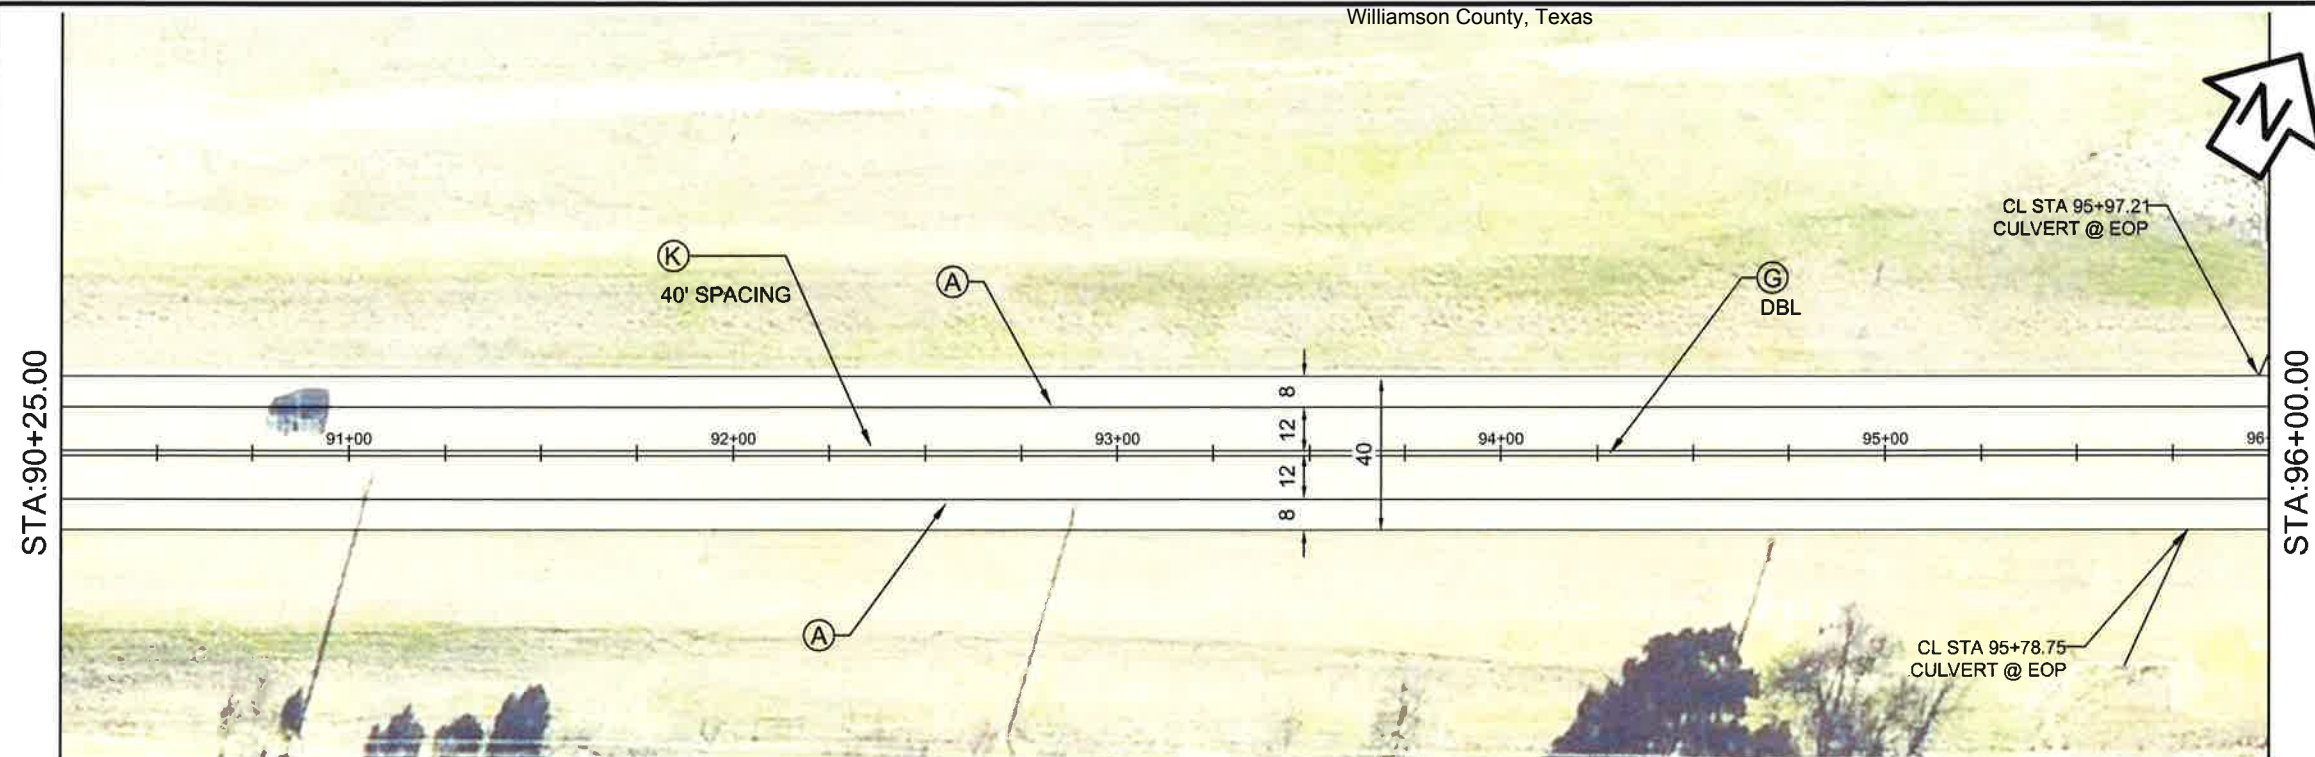 Williamson County, Texas
N
CL STA 95+97.21
CULVERT @ EOP
K
40' SPACING
A
G
DBL
STA:90+25.00
STA:96+00.00
8
12
40
12
8
91+00
92+00
93+00
94+00
95+00
96
A
CL STA 95+78.75
CULVERT @ EOP